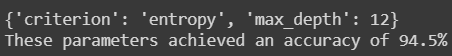 {'criterion': 'entropy', 'max_depth': 12}
These parameters achieved an accuracy of 94.5%